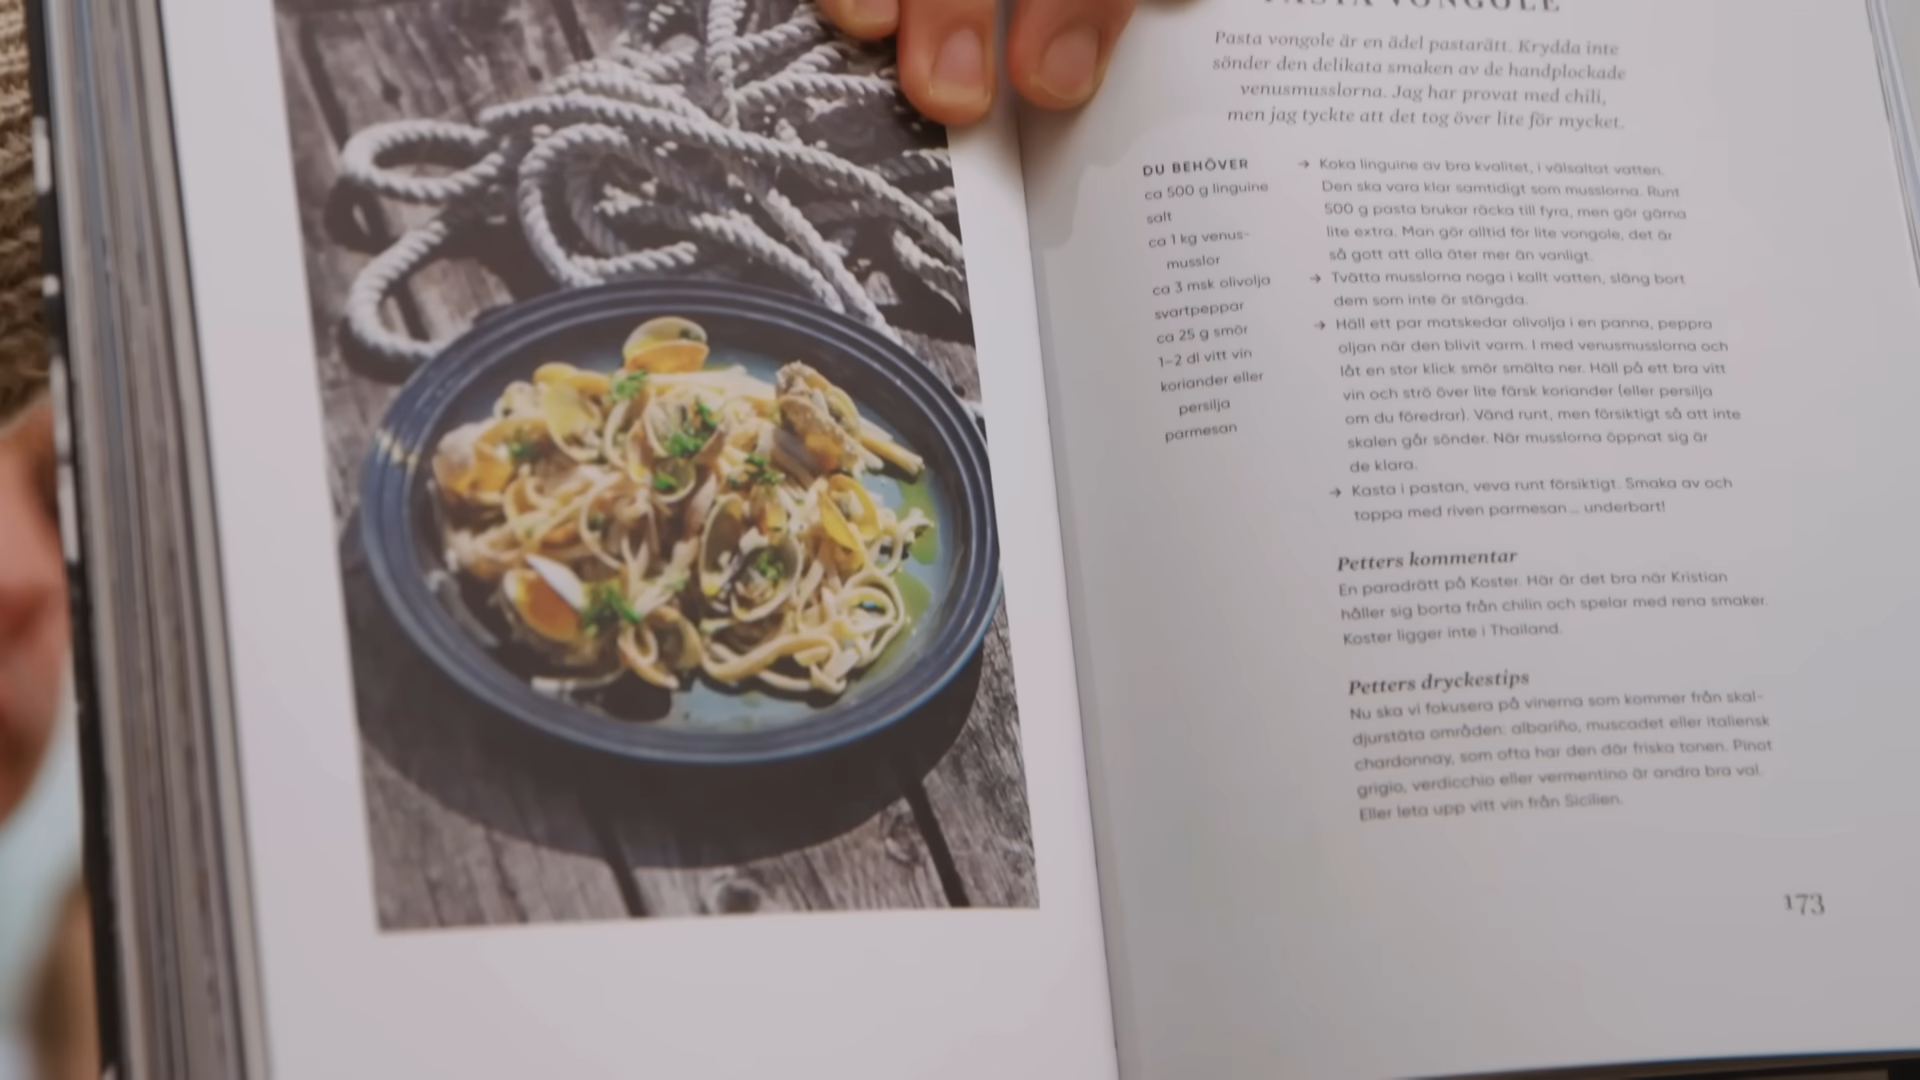 PASTA VONGOLE
Pasta vongole är en ädel pastarätt. Krydda inte
sönder den delikata smaken av de handplockade
venusmusslorna. Jag har provat med chili,
men jag tyckte att det tog över lite för mycket.
DU BEHÖVER
ca 500 g linguine
salt
ca 1 kg venus-
musslor
ca 3 msk olivolja
svartpeppar
ca 25 g smör
1–2 dl vitt vin
koriander eller
persilja
parmesan
→ Koka linguine av bra kvalitet, i välsaltat vatten.
Den ska vara klar samtidigt som musslorna. Runt
500 g pasta brukar räcka till fyra, men gör gärna
lite extra. Man gör alltid för lite vongole, det är
så gott att alla äter mer än vanligt.
→ Tvätta musslorna noga i kallt vatten, släng bort
dem som inte är stängda.
→ Häll ett par matskedar olivolja i en panna, peppra
oljan när den blivit varm. I med venusmusslorna och
låt en stor klick smör smälta ner. Häll på ett bra vitt
vin och strö över lite färsk koriander (eller persilja
om du föredrar). Vänd runt, men försiktigt så att inte
skalen går sönder. När musslorna öppnat sig är
de klara.
→ Kasta i pastan, veva runt försiktigt. Smaka av och
toppa med riven parmesan ... underbart!
Petters kommentar
En paradrätt på Koster. Här är det bra när Kristian
håller sig borta från chilin och spelar med rena smaker.
Koster ligger inte i Thailand.
Petters dryckestips
Nu ska vi fokusera på vinerna som kommer från skal-
djurstäta områden: albariño, muscadet eller italiensk
chardonnay, som ofta har den där friska tonen. Pinot
grigio, verdicchio eller vermentino är andra bra val.
Eller leta upp vitt vin från Sicilien.
173